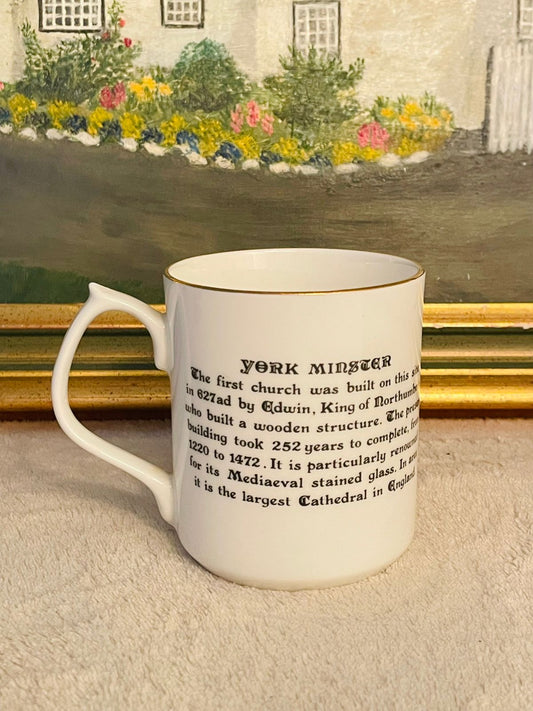 YORK MINSTER
The first church was built on this
in 627ad by Edwin, King of
who built a wooden structure. The
building took 252 years to complete,
1220 to 1472. It is particularly
for its Mediaeval stained glass. In
it is the largest Cathedral in England